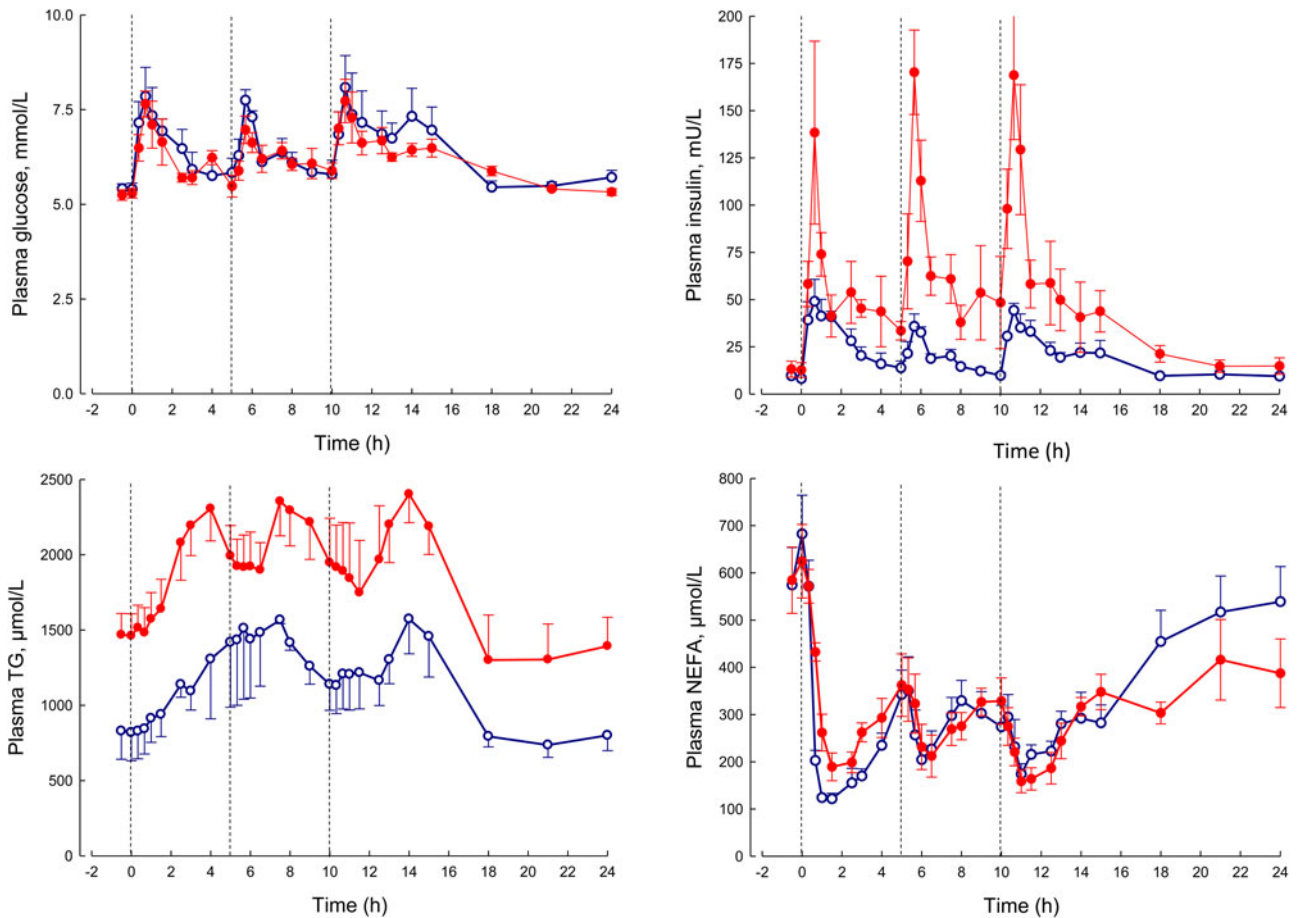 Plasma glucose, mmol/L
10.0
7.5
5.0
2.5
0.0
-2 0 2 4 6 8 10 12 14 16 18 20 22 24
Time (h)
Plasma insulin, mU/L
200
175
150
125
100
75
50
25
0
-2 0 2 4 6 8 10 12 14 16 18 20 22 24
Time (h)
Plasma TG, µmol/L
2500
2000
1500
1000
500
0
-2 0 2 4 6 8 10 12 14 16 18 20 22 24
Time (h)
Plasma NEFA, µmol/L
800
700
600
500
400
300
200
100
0
-2 0 2 4 6 8 10 12 14 16 18 20 22 24
Time (h)